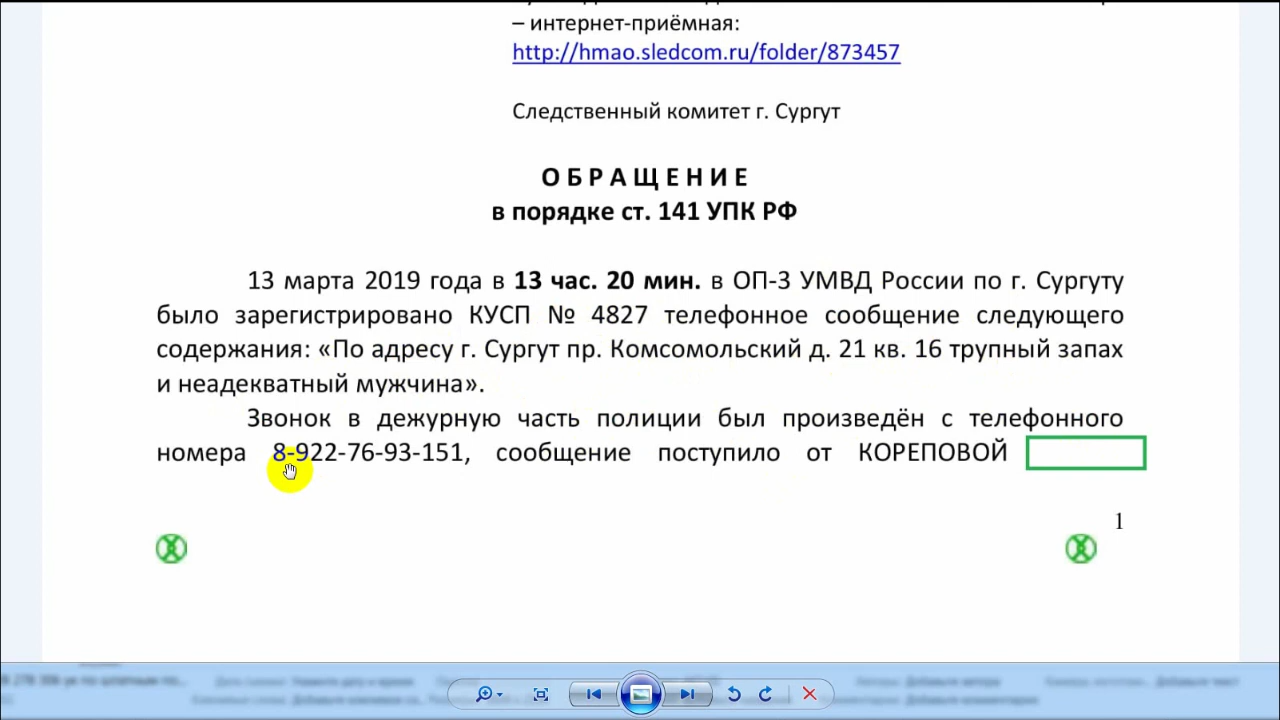 – интернет-приёмная:
http://hmao.sledcom.ru/folder/873457
Следственный комитет г. Сургут
О Б Р А Щ Е Н И Е
в порядке ст. 141 УПК РФ
13 марта 2019 года в 13 час. 20 мин. в ОП-3 УМВД России по г. Сургуту
было зарегистрировано КУСП № 4827 телефонное сообщение следующего
содержания: «По адресу г. Сургут пр. Комсомольский д. 21 кв. 16 трупный запах
и неадекватный мужчина».
Звонок в дежурную часть полиции был произведён с телефонного
номера 8-922-76-93-151, сообщение поступило от КОРЕПОВОЙ
1